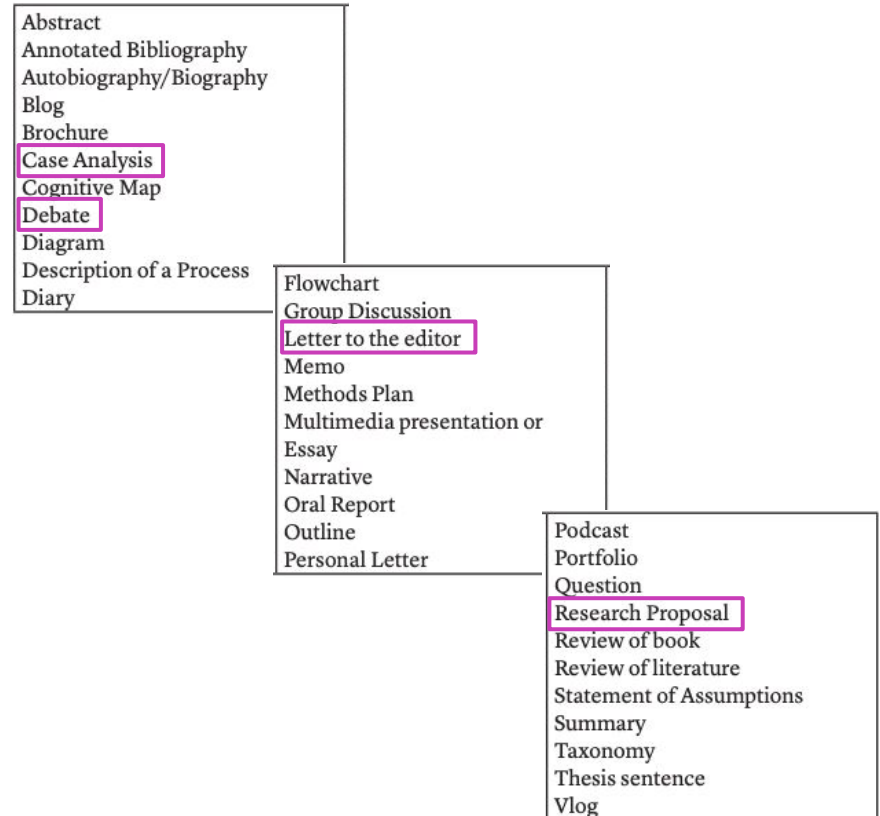 Abstract
Annotated Bibliography
Autobiography/Biography
Blog
Brochure
Case Analysis
Cognitive Map
Debate
Diagram
Description of a Process
Diary
Flowchart
Group Discussion
Letter to the editor
Memo
Methods Plan
Multimedia presentation or
Essay
Narrative
Oral Report
Outline
Personal Letter
Podcast
Portfolio
Question
Research Proposal
Review of book
Review of literature
Statement of Assumptions
Summary
Taxonomy
Thesis sentence
Vlog